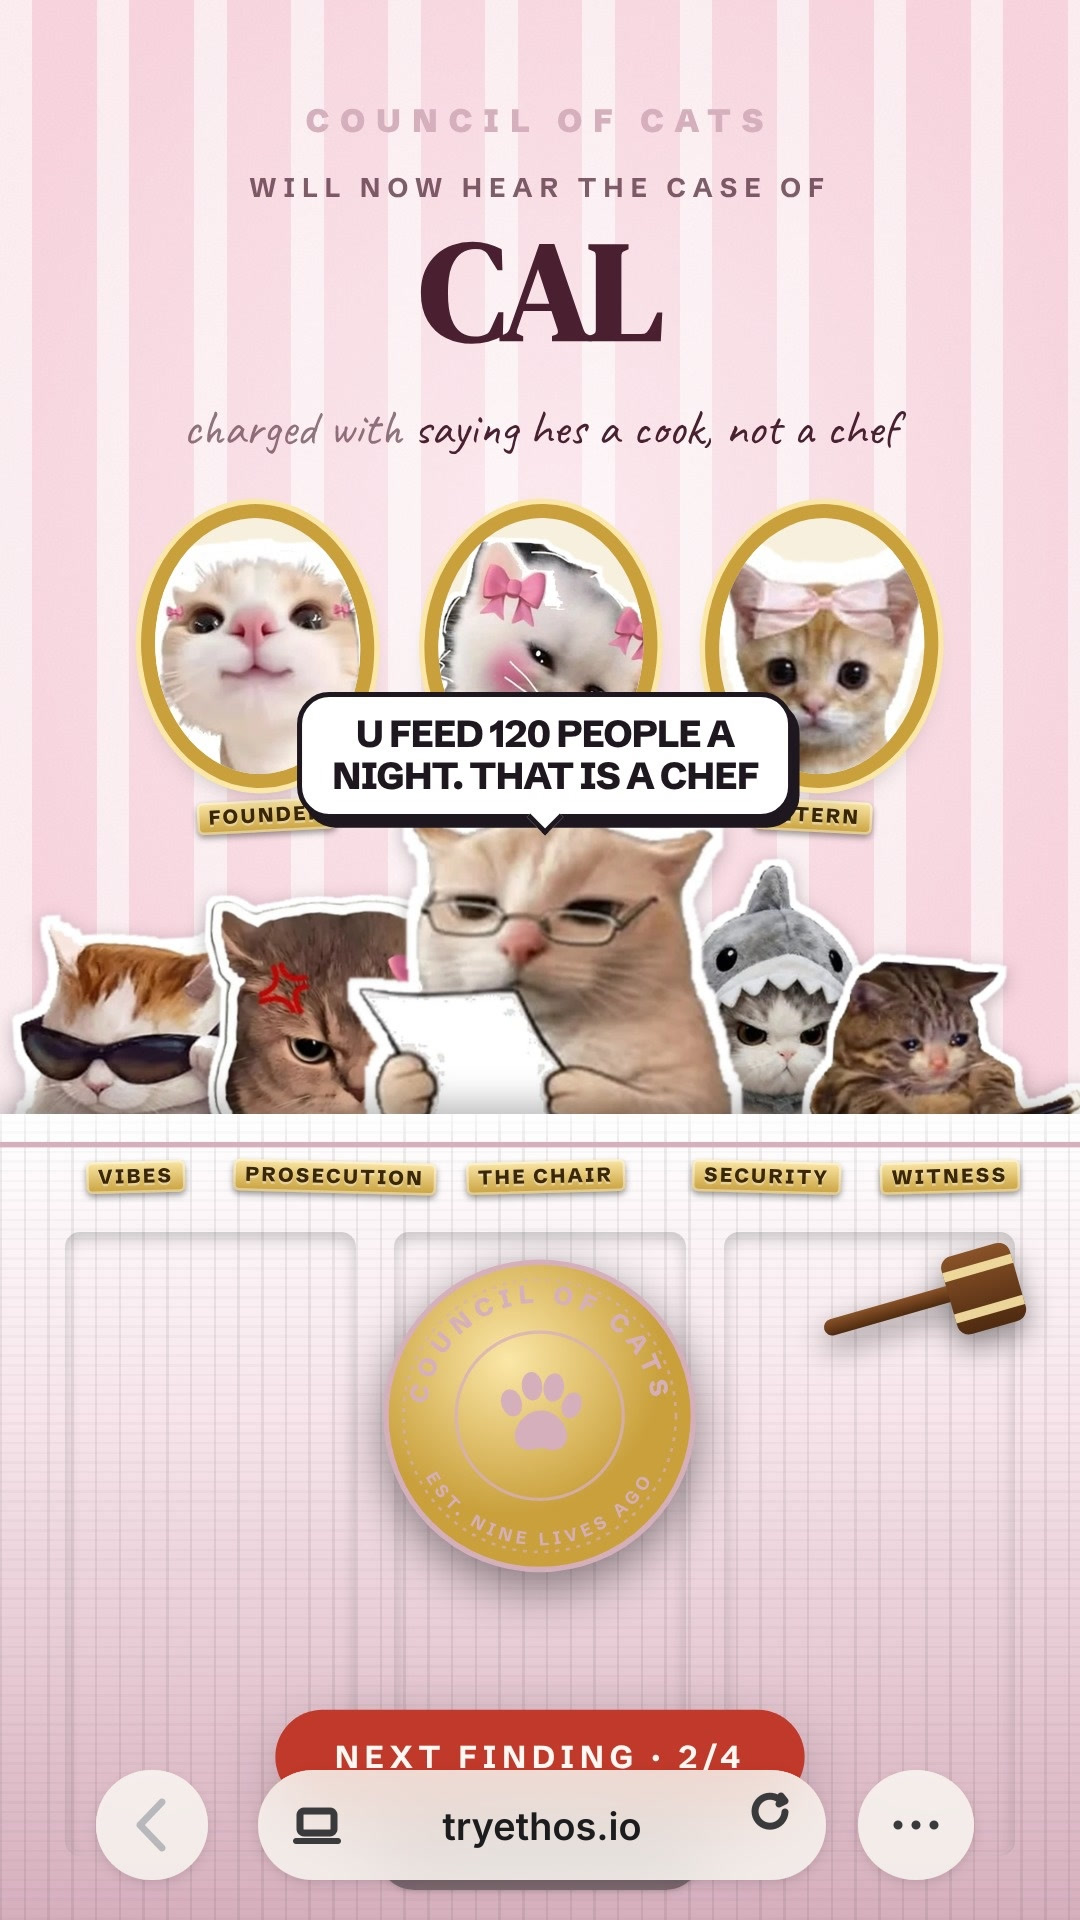 COUNCIL OF CATS
WILL NOW HEAR THE CASE OF
CAL
charged with saying hes a cook, not a chef
U FEED 120 PEOPLE A
NIGHT. THAT IS A CHEF
VIBES
PROSECUTION
THE CHAIR
SECURITY
WITNESS
COUNCIL OF CATS
EST. NINE LIVES AGO
NEXT FINDING · 2/4
tryethos.io